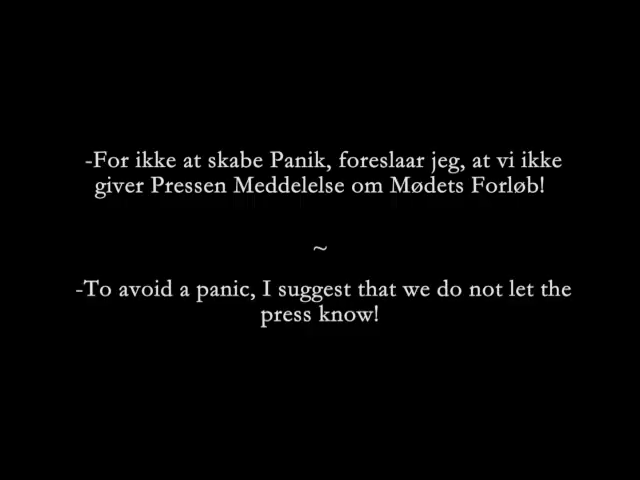 -For ikke at skabe Panik, foreslaar jeg, at vi ikke
giver Pressen Meddelelse om Mødets Forløb!
~
-To avoid a panic, I suggest that we do not let the
press know!